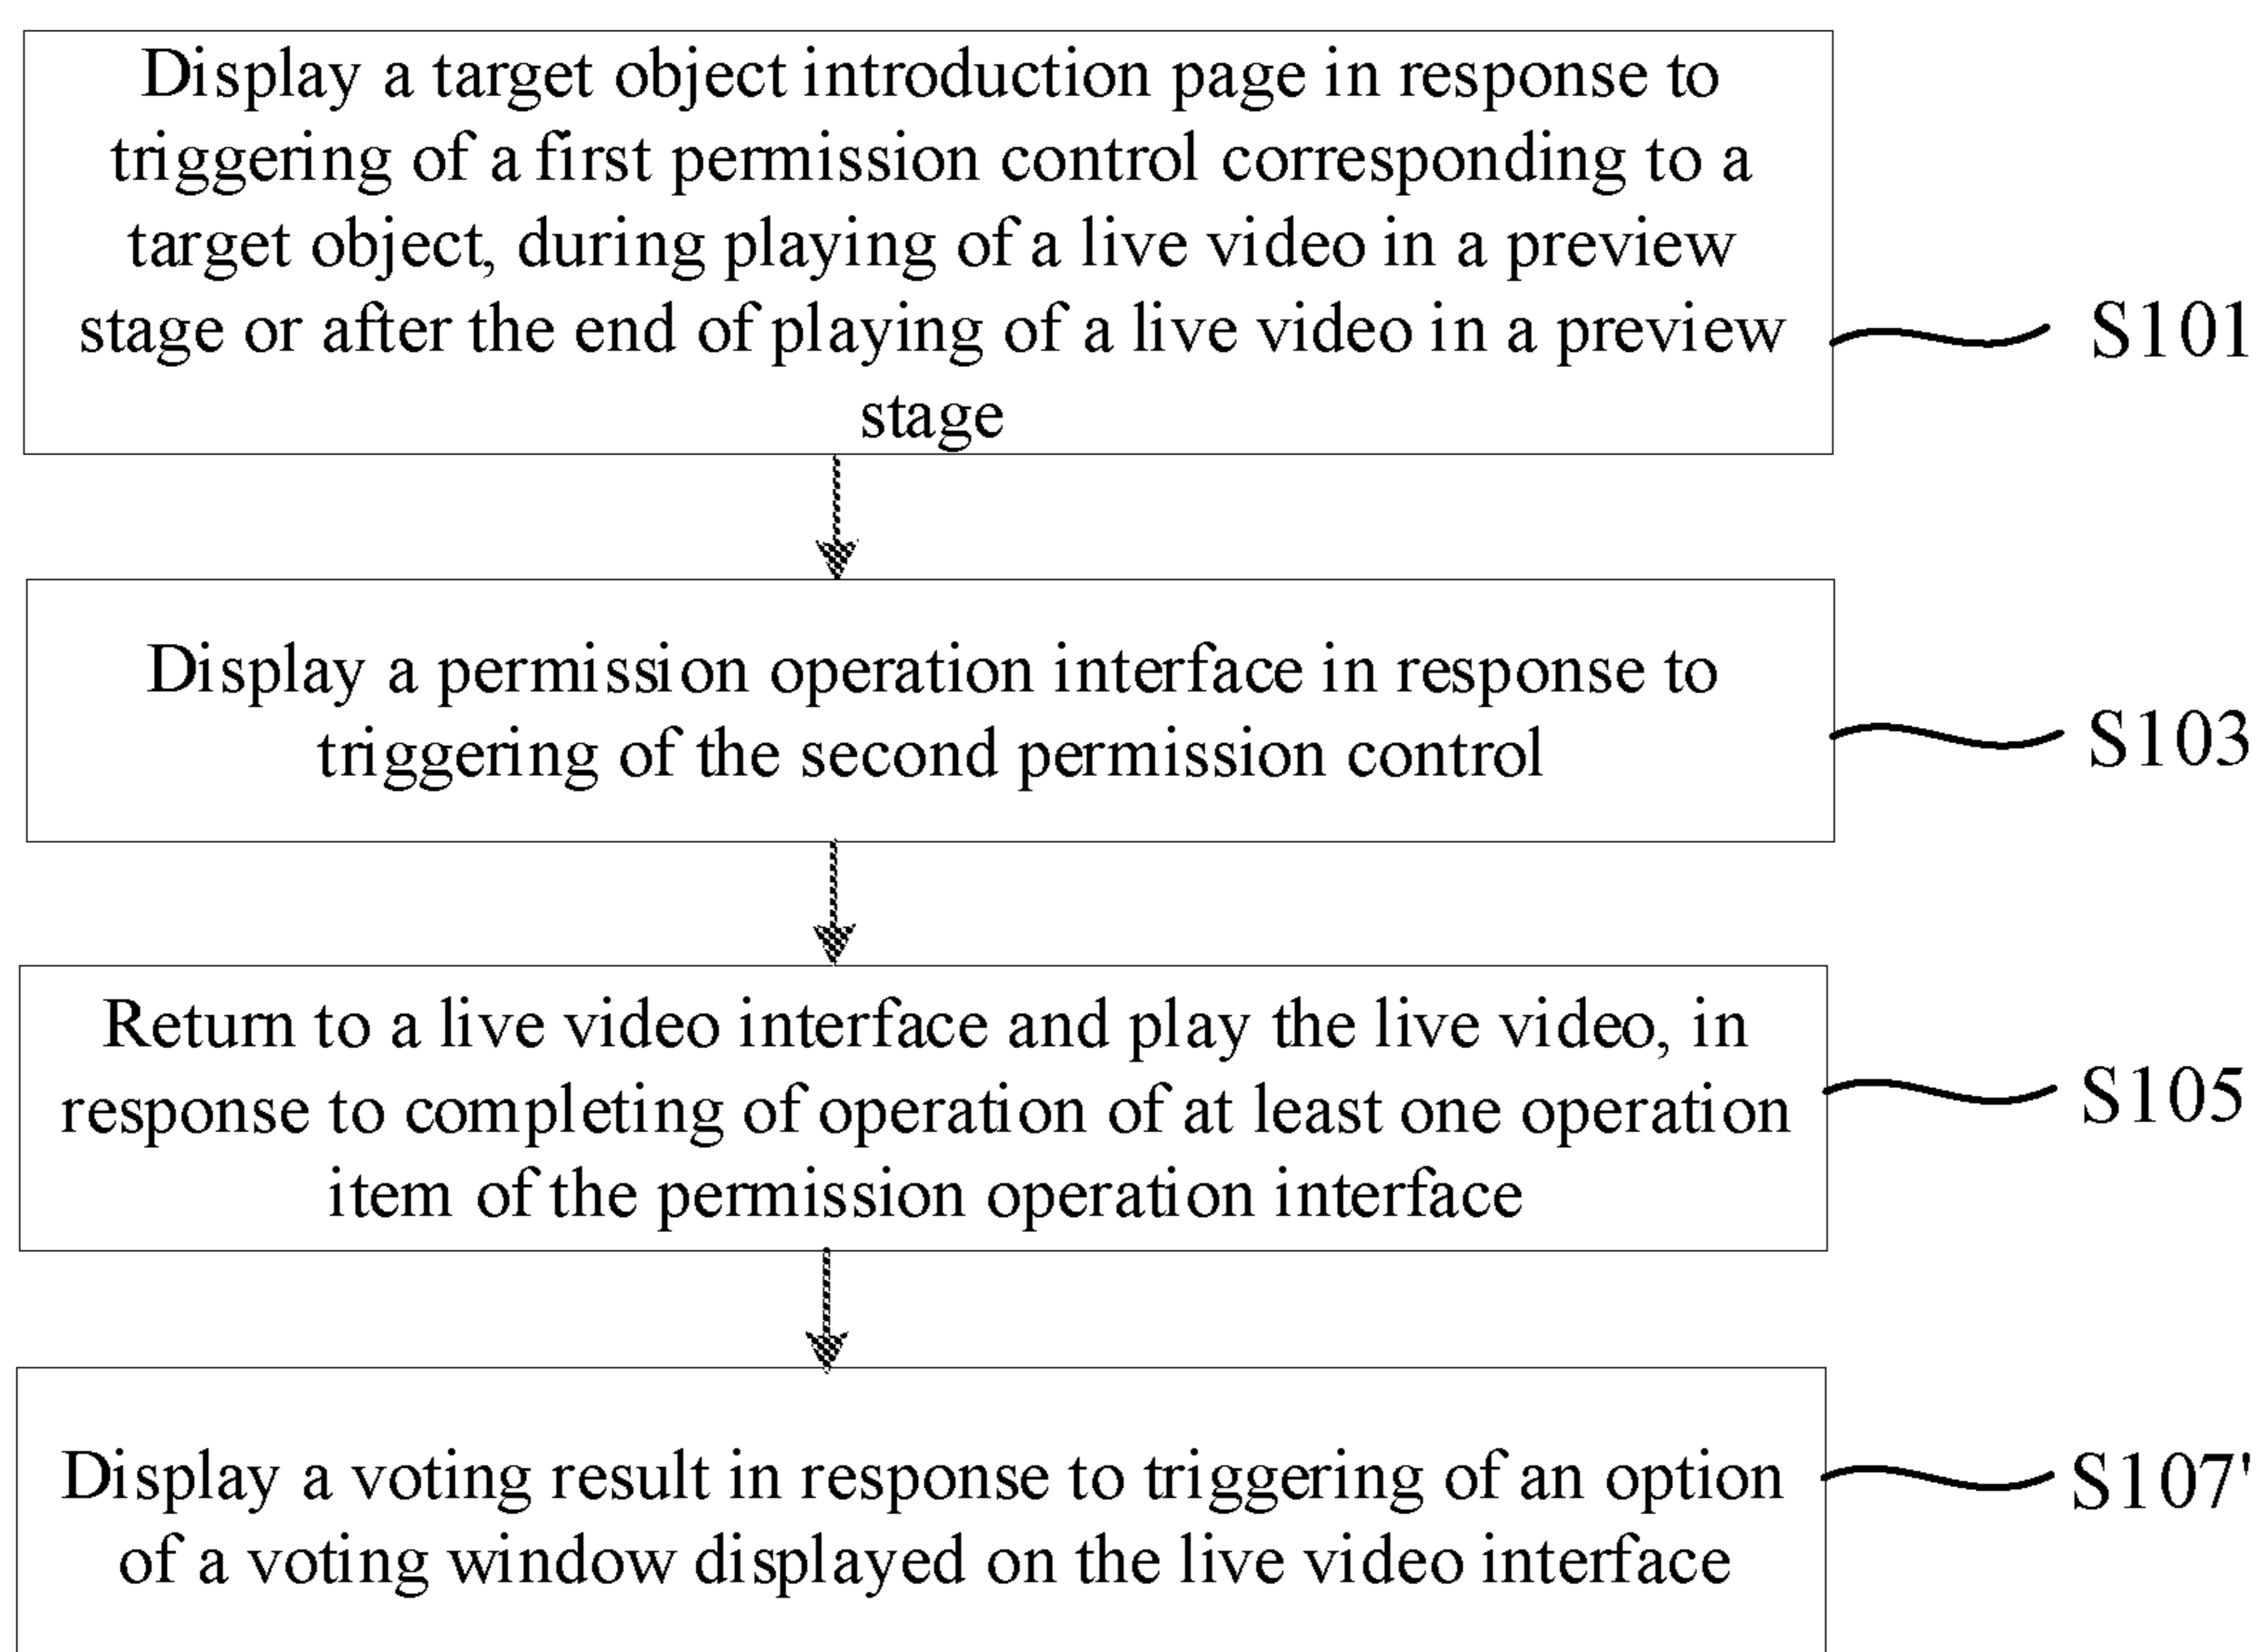 Display a target object introduction page in response to
triggering of a first permission control corresponding to a
target object, during playing of a live video in a preview
stage or after the end of playing of a live video in a preview
stage
S101
Display a permission operation interface in response to
triggering of the second permission control
S103
Return to a live video interface and play the live video, in
response to completing of operation of at least one operation
item of the permission operation interface
S105
Display a voting result in response to triggering of an option
of a voting window displayed on the live video interface
S107'